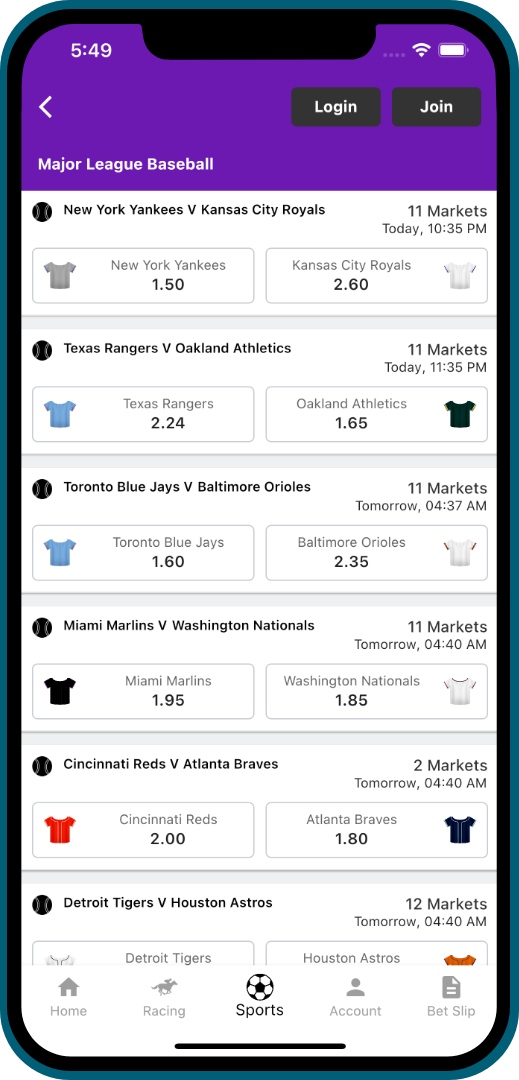 5:49
Login
Join
Major League Baseball
New York Yankees V Kansas City Royals
11 Markets
Today, 10:35 PM
New York Yankees
1.50
Kansas City Royals
2.60
Texas Rangers V Oakland Athletics
11 Markets
Today, 11:35 PM
Texas Rangers
2.24
Oakland Athletics
1.65
Toronto Blue Jays V Baltimore Orioles
11 Markets
Tomorrow, 04:37 AM
Toronto Blue Jays
1.60
Baltimore Orioles
2.35
Miami Marlins V Washington Nationals
11 Markets
Tomorrow, 04:40 AM
Miami Marlins
1.95
Washington Nationals
1.85
Cincinnati Reds V Atlanta Braves
2 Markets
Tomorrow, 04:40 AM
Cincinnati Reds
2.00
Atlanta Braves
1.80
Detroit Tigers V Houston Astros
12 Markets
Tomorrow, 04:40 AM
Detroit Tigers
Houston Astros
Home
Racing
Sports
Account
Bet Slip